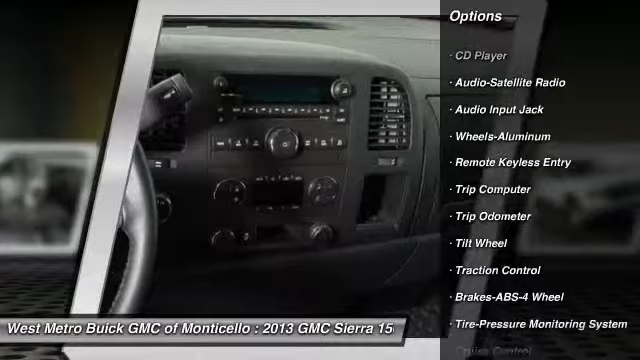 Options
· CD Player
· Audio-Satellite Radio
· Audio Input Jack
· Wheels-Aluminum
· Remote Keyless Entry
· Trip Computer
· Trip Odometer
· Tilt Wheel
· Traction Control
· Brakes-ABS-4 Wheel
· Tire-Pressure Monitoring System
· Cruise Control
West Metro Buick GMC of Monticello : 2013 GMC Sierra 15